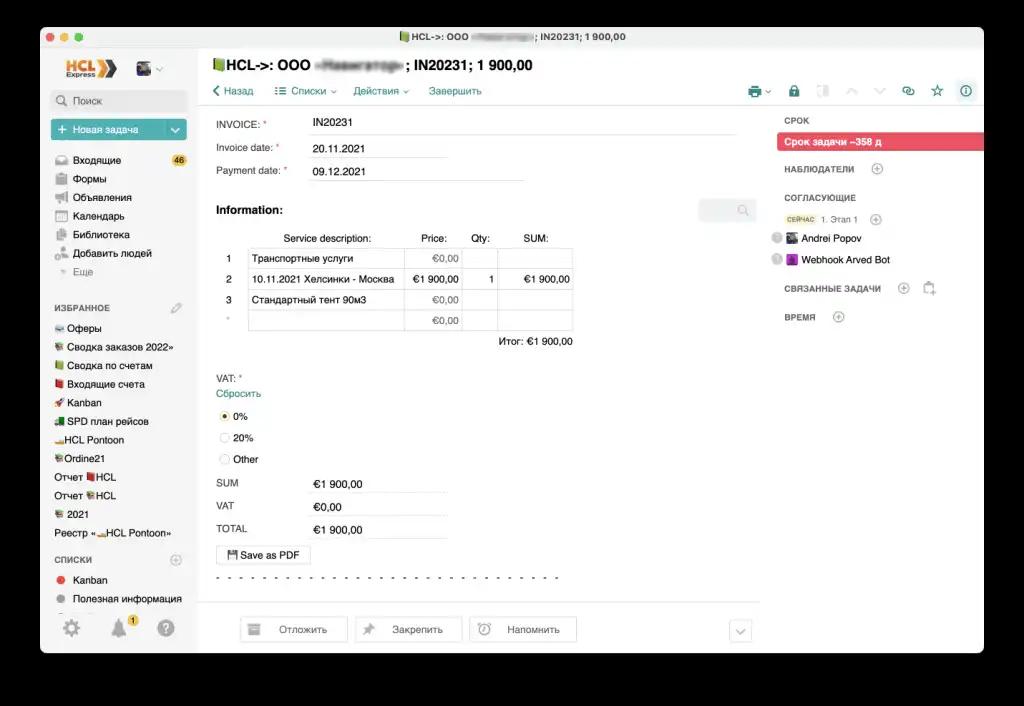 HCL->: ООО ; IN20231; 1 900,00
HCL Express
Поиск
Новая задача
Входящие 46
Формы
Объявления
Календарь
Библиотека
Добавить людей
Еще
ИЗБРАННОЕ
Оферы
Сводка заказов 2022»
Сводка по счетам
Входящие счета
Kanban
SPD план рейсов
HCL Pontoon
Ordine21
Отчет HCL
Отчет HCL
2021
Реестр «HCL Pontoon»
СПИСКИ
Kanban
Полезная информация
1
HCL->: ООО ; IN20231; 1 900,00
Назад Списки Действия Завершить
INVOICE: * IN20231
Invoice date: * 20.11.2021
Payment date: * 09.12.2021
Information:
Service description: Price: Qty: SUM:
1 Транспортные услуги €0,00
2 10.11.2021 Хелсинки - Москва €1 900,00 1 €1 900,00
3 Стандартный тент 90м3 €0,00
* €0,00
Итог: €1 900,00
VAT: *
Сбросить
0%
20%
Other
SUM €1 900,00
VAT €0,00
TOTAL €1 900,00
Save as PDF
Отложить Закрепить Напомнить
СРОК
Срок задачи –358 д
НАБЛЮДАТЕЛИ
СОГЛАСУЮЩИЕ
СЕЙЧАС 1. Этап 1
Andrei Popov
Webhook Arved Bot
СВЯЗАННЫЕ ЗАДАЧИ
ВРЕМЯ